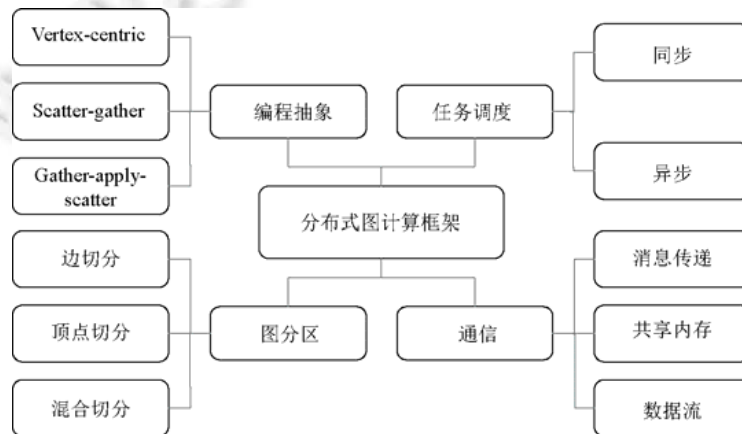 Vertex-centric
同步
Scatter-gather
编程抽象
任务调度
Gather-apply-
scatter
异步
分布式图计算框架
边切分
消息传递
顶点切分
图分区
通信
共享内存
混合切分
数据流